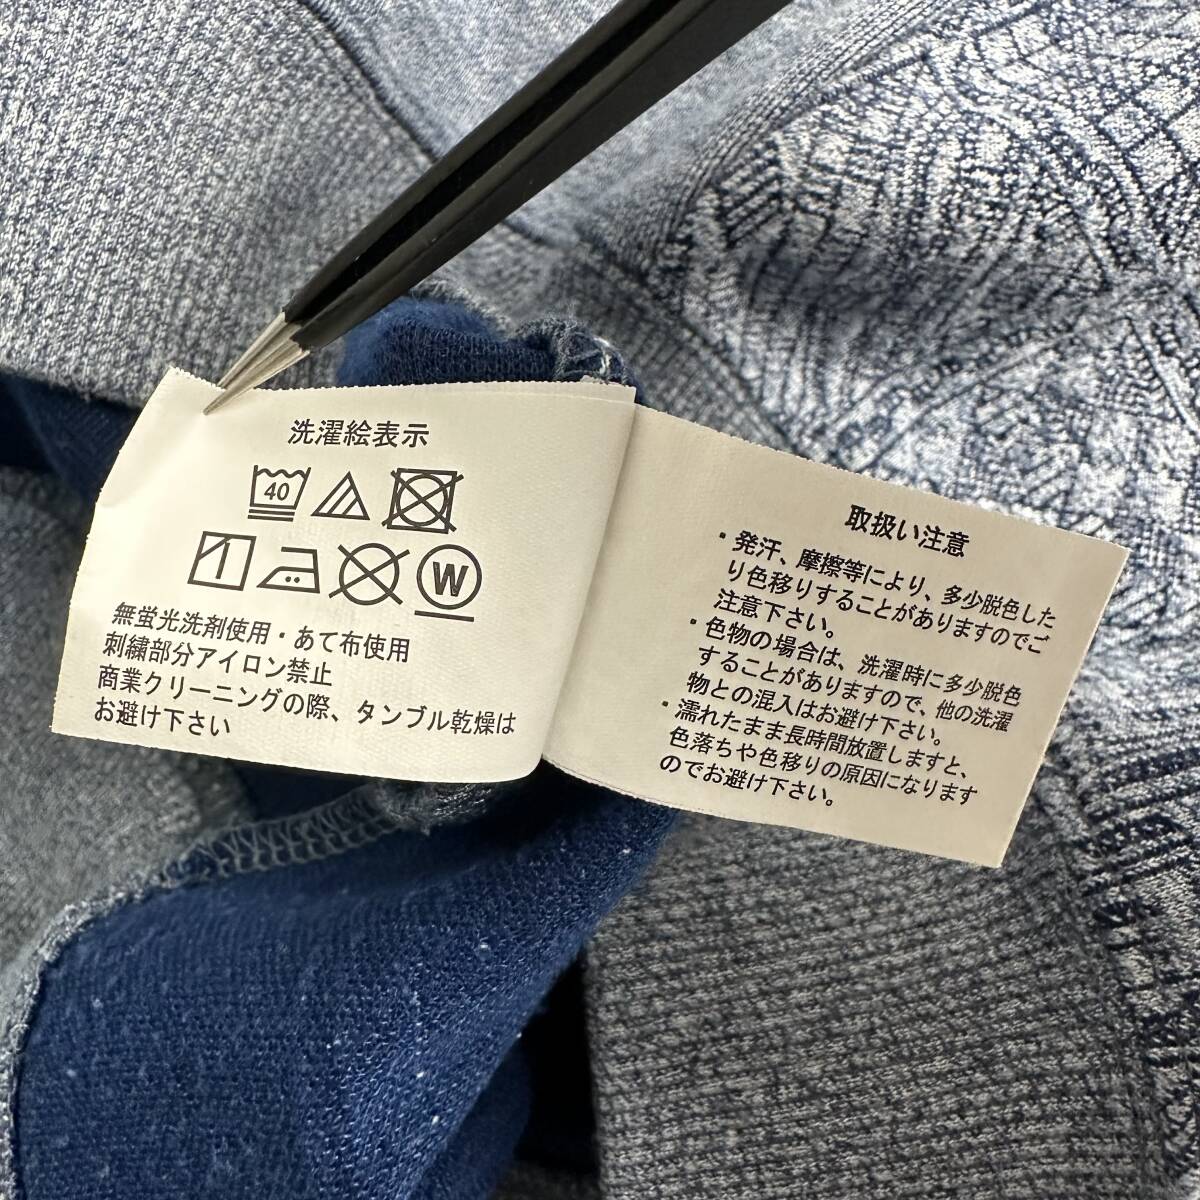 洗濯絵表示
40
W
無蛍光洗剤使用・あて布使用
刺繍部分アイロン禁止
商業クリーニングの際、タンブル乾燥は
お避け下さい
取扱い注意
・発汗、摩擦等により、多少脱色した
り色移りすることがありますのでご
注意下さい。
・色物の場合は、洗濯時に多少脱色
することがありますので、他の洗濯
物との混入はお避け下さい。
・濡れたまま長時間放置しますと、
色落ちや色移りの原因になります
のでお避け下さい。